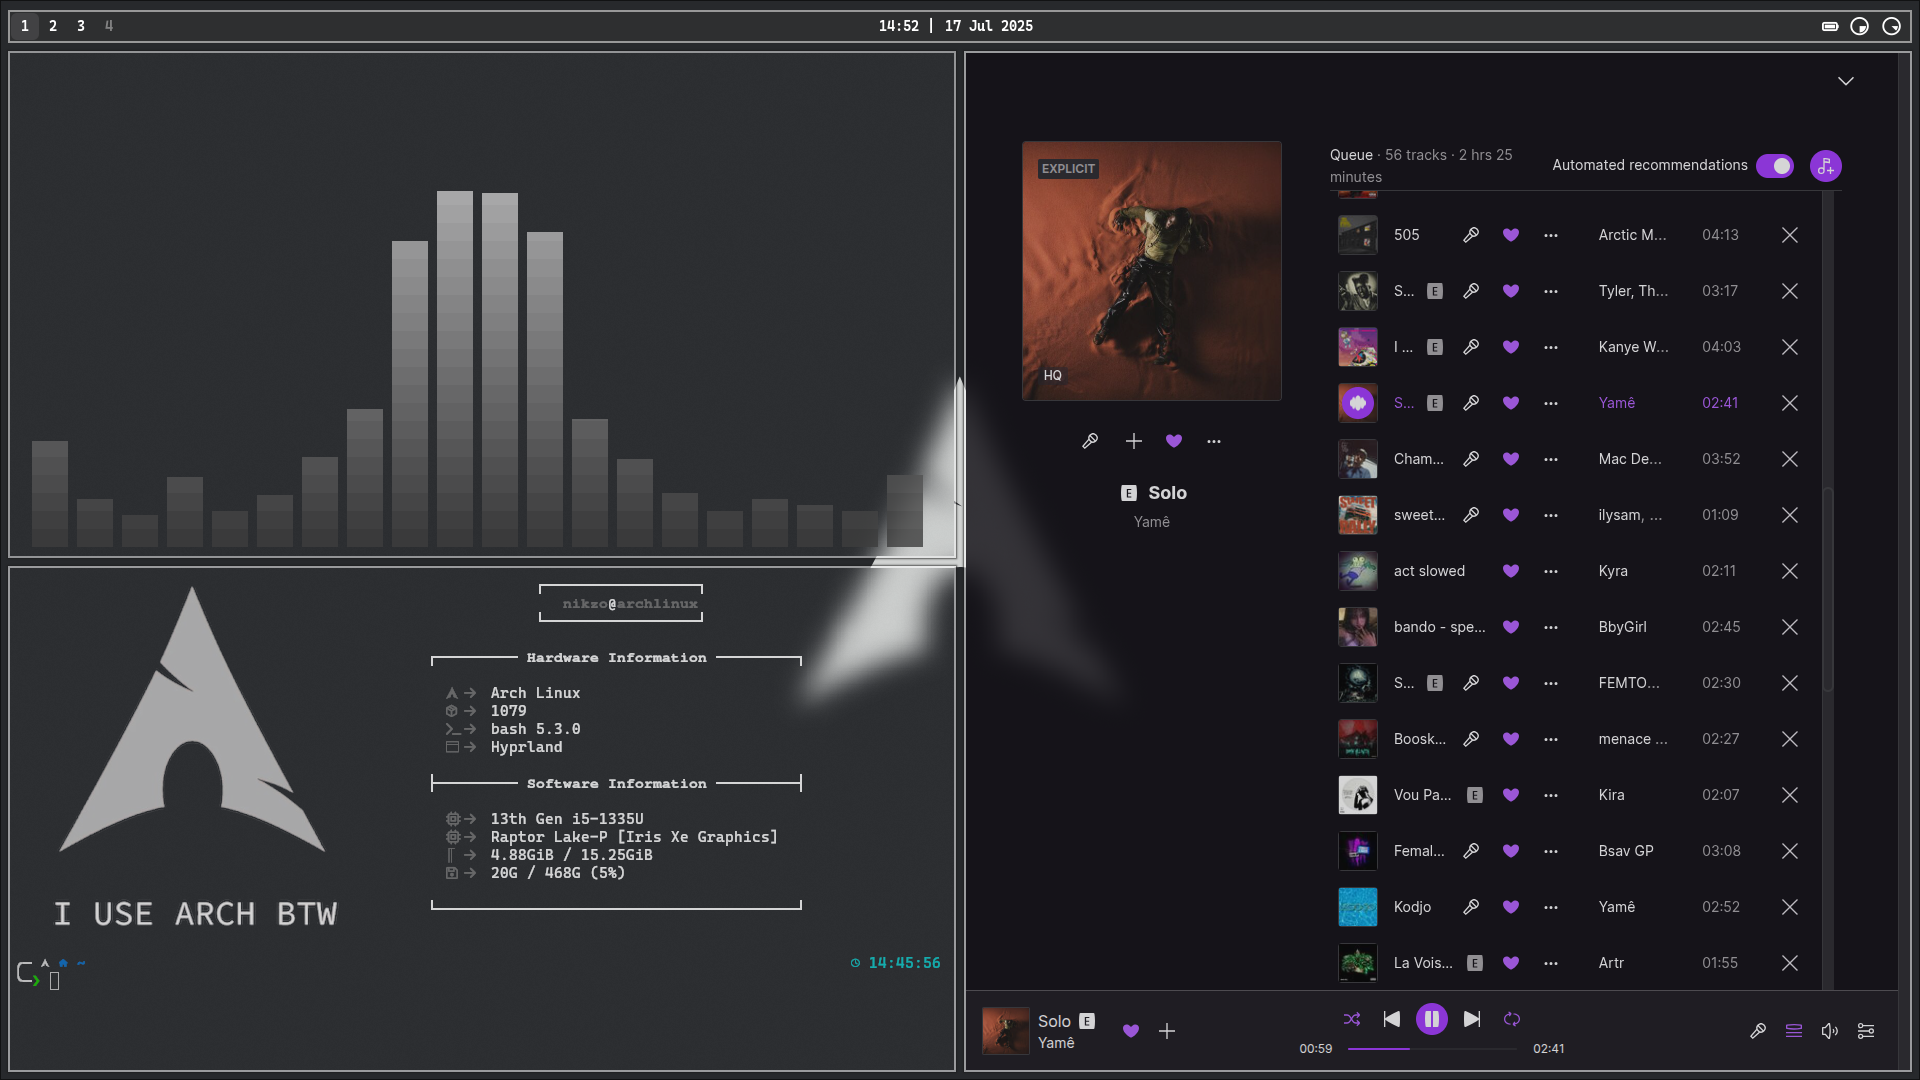 1 2 3 4
14:52 | 17 Jul 2025
nikzo@archlinux
Hardware Information
Arch Linux
1079
bash 5.3.0
Hyprland
Software Information
13th Gen i5-1335U
Raptor Lake-P [Iris Xe Graphics]
4.88GiB / 15.25GiB
20G / 468G (5%)
I USE ARCH BTW
14:45:56
EXPLICIT
HQ
E Solo
Yamê
Queue · 56 tracks · 2 hrs 25
minutes
Automated recommendations
505 Arctic M... 04:13
S... E Tyler, Th... 03:17
I ... E Kanye W... 04:03
S... E Yamê 02:41
Cham... Mac De... 03:52
sweet... ilysam, ... 01:09
act slowed Kyra 02:11
bando - spe... BbyGirl 02:45
S... E FEMTO... 02:30
Boosk... menace ... 02:27
Vou Pa... E Kira 02:07
Femal... Bsav GP 03:08
Kodjo Yamê 02:52
La Vois... E Artr 01:55
Solo E
Yamê
00:59 02:41